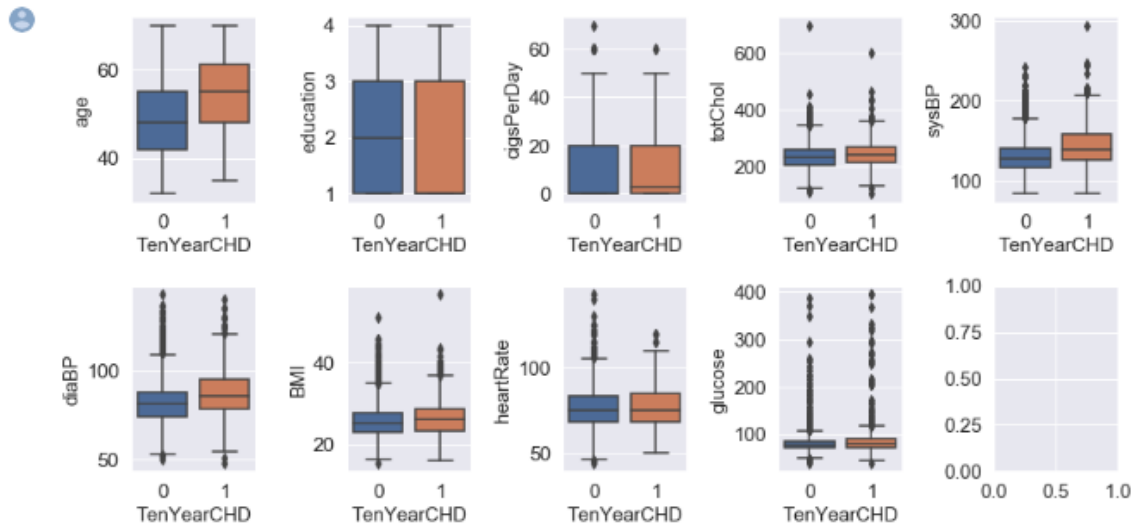 age
60
40
0 1
TenYearCHD
education
4
3
2
1
0 1
TenYearCHD
cigsPerDay
60
40
20
0
0 1
TenYearCHD
totChol
600
400
200
0 1
TenYearCHD
sysBP
300
200
100
0 1
TenYearCHD
diaBP
100
50
0 1
TenYearCHD
BMI
40
20
0 1
TenYearCHD
heartRate
100
50
0 1
TenYearCHD
glucose
400
300
200
100
0 1
TenYearCHD
1.00
0.75
0.50
0.25
0.00
0.0 0.5 1.0